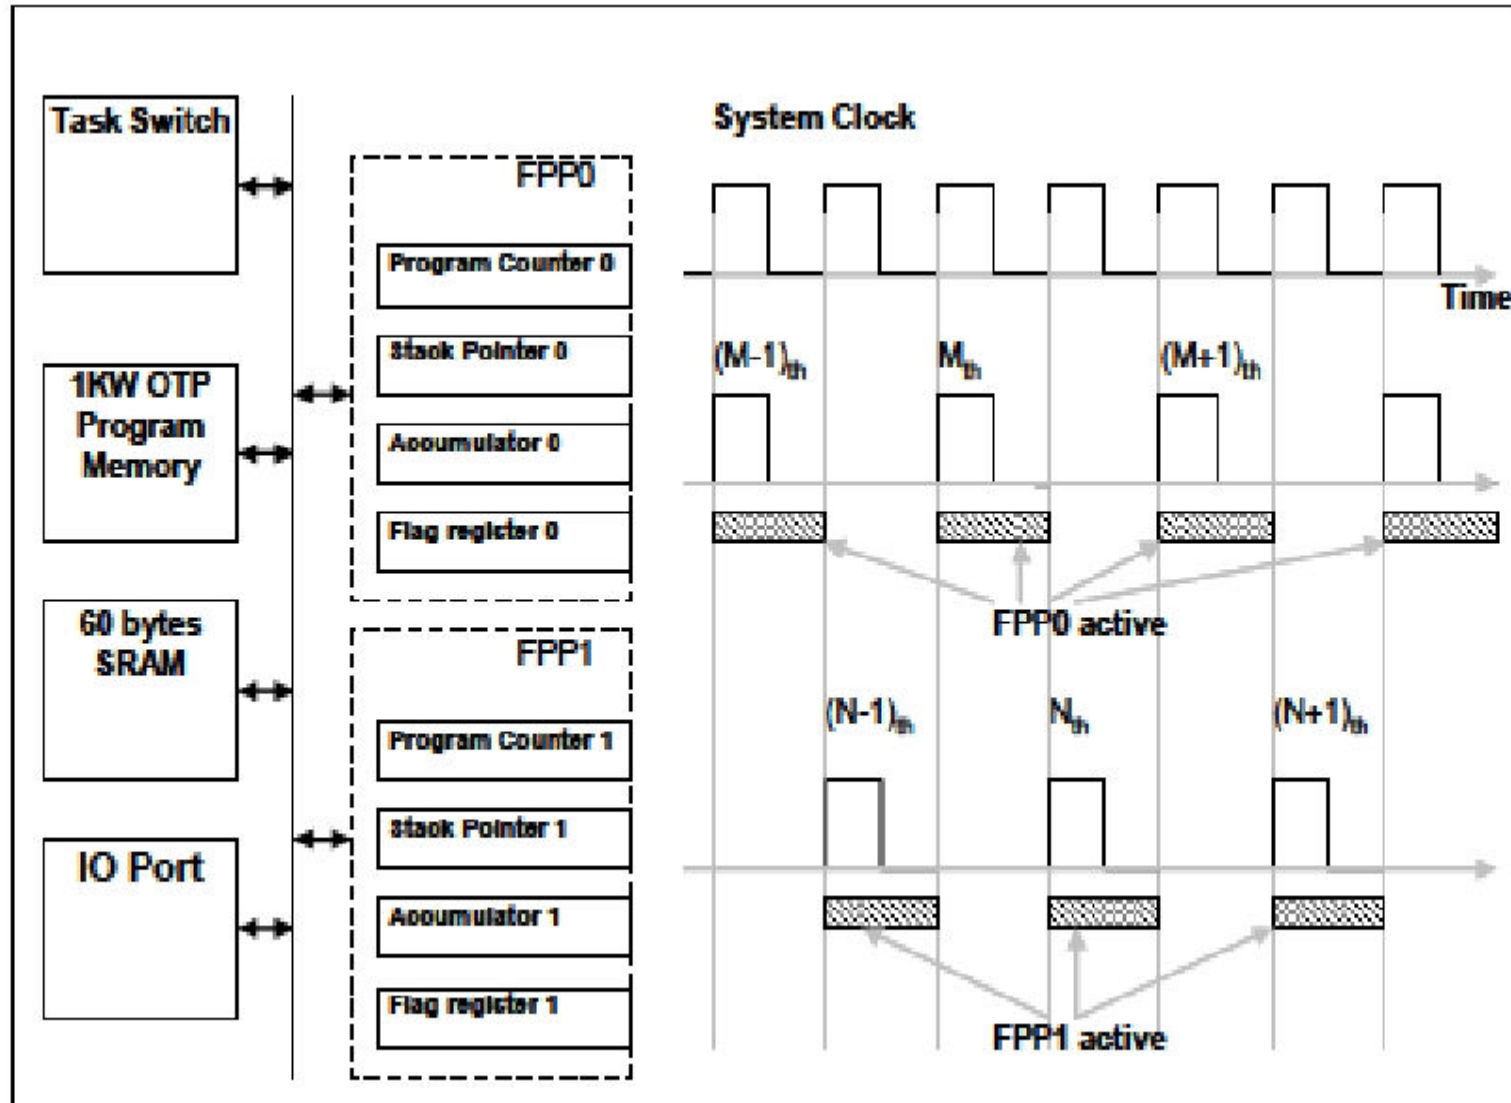 Task Switch
1KW OTP
Program
Memory
60 bytes
SRAM
IO Port
FPP0
Program Counter 0
Stack Pointer 0
Accumulator 0
Flag register 0
FPP1
Program Counter 1
Stack Pointer 1
Accumulator 1
Flag register 1
System Clock
Time
(M-1)th
Mth
(M+1)th
FPP0 active
(N-1)th
Nth
(N+1)th
FPP1 active